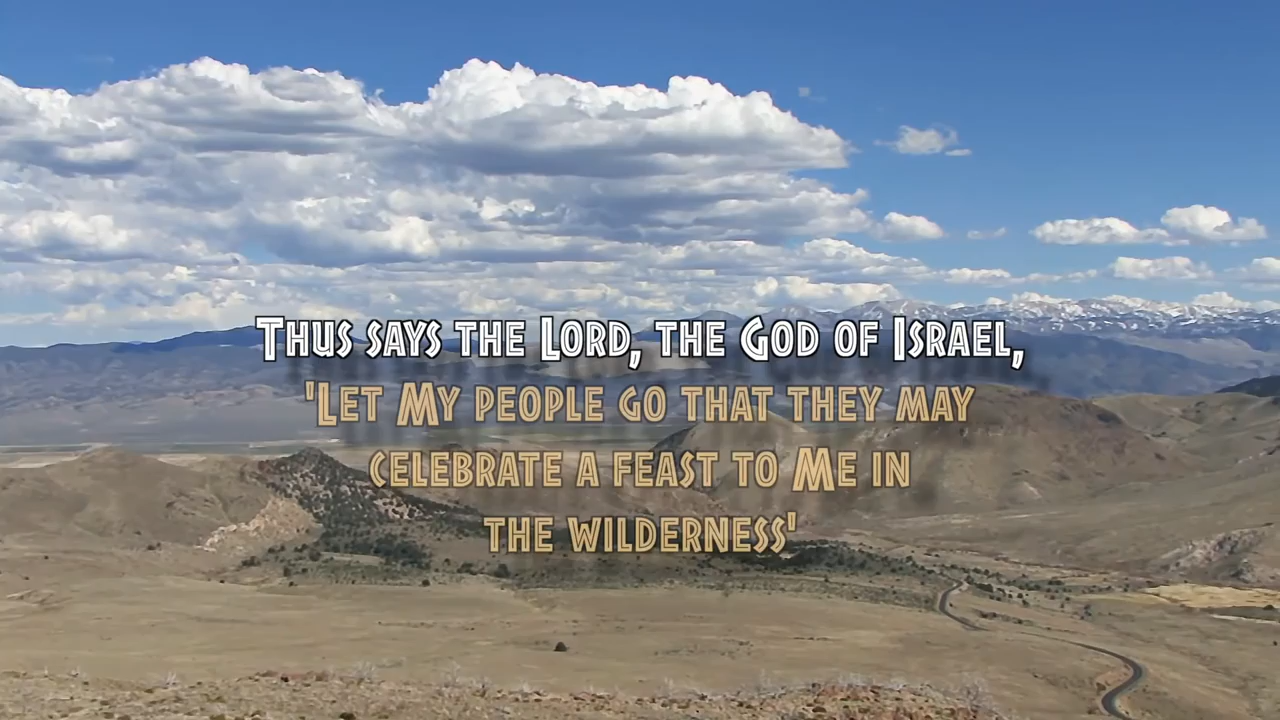 Thus says the Lord, the God of Israel,
'Let My people go that they may
celebrate a feast to Me in
the wilderness'